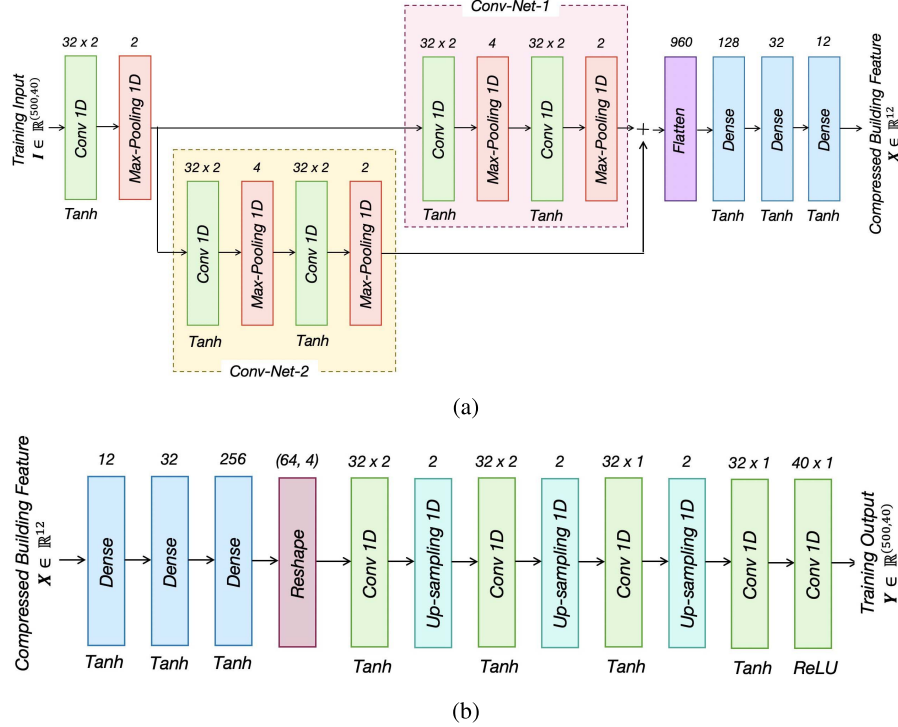 Conv-Net-1
32 x 2
2
32 x 2
4
32 x 2
2
960
128
32
12
Training Input
I ∈ ℝ^(500,40)
Conv 1D
Max-Pooling 1D
Conv 1D
Max-Pooling 1D
Conv 1D
Max-Pooling 1D
+
Flatten
Dense
Dense
Dense
Compressed Building Feature
X ∈ ℝ^12
Tanh
Tanh
Tanh
Tanh
Tanh
Tanh
32 x 2
4
32 x 2
2
Conv 1D
Max-Pooling 1D
Conv 1D
Max-Pooling 1D
Tanh
Tanh
Conv-Net-2
(a)
12
32
256
(64, 4)
32 x 2
2
32 x 2
2
32 x 1
2
32 x 1
40 x 1
Compressed Building Feature
X ∈ ℝ^12
Dense
Dense
Dense
Reshape
Conv 1D
Up-sampling 1D
Conv 1D
Up-sampling 1D
Conv 1D
Up-sampling 1D
Conv 1D
Conv 1D
Training Output
Y ∈ ℝ^(500,40)
Tanh
Tanh
Tanh
Tanh
Tanh
Tanh
Tanh
ReLU
(b)